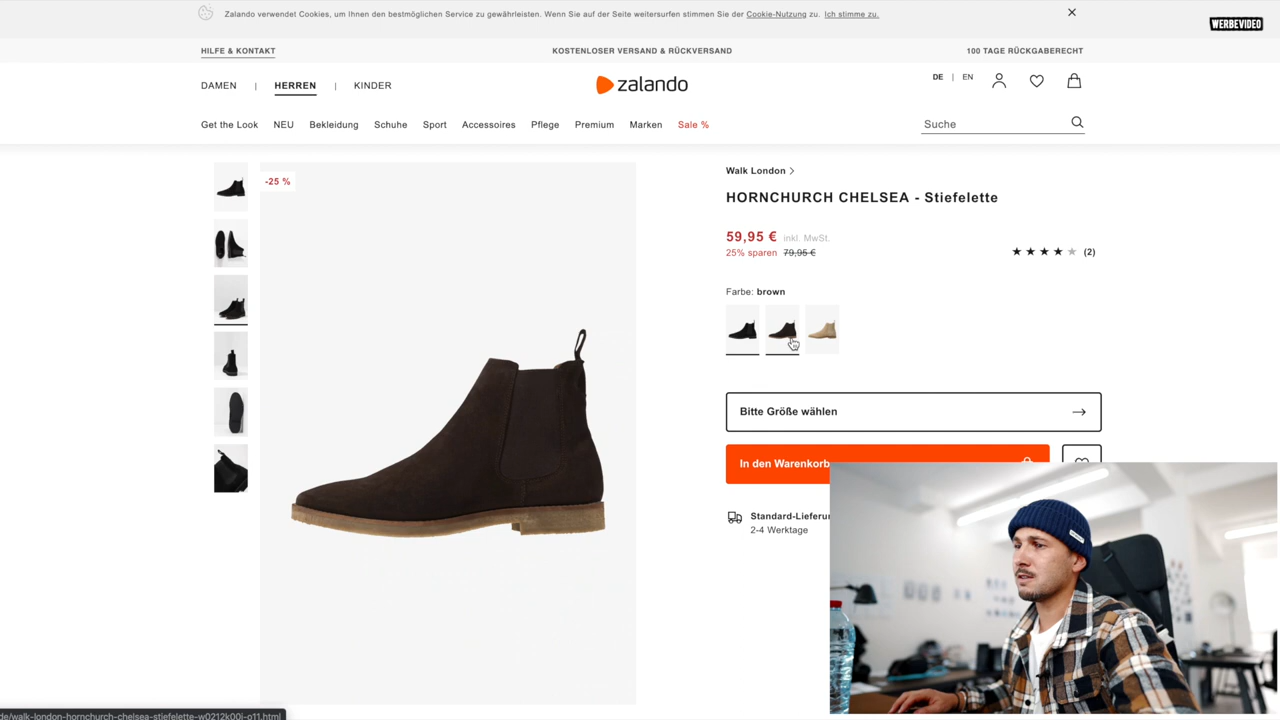 Zalando verwendet Cookies, um Ihnen den bestmöglichen Service zu gewährleisten. Wenn Sie auf der Seite weitersurfen stimmen Sie der Cookie-Nutzung zu. Ich stimme zu.
WERBEVIDEO
HILFE & KONTAKT
KOSTENLOSER VERSAND & RÜCKVERSAND
100 TAGE RÜCKGABERECHT
DAMEN | HERREN | KINDER
zalando
DE | EN
Get the Look NEU Bekleidung Schuhe Sport Accessoires Pflege Premium Marken Sale %
Suche
-25 %
Walk London
HORNCHURCH CHELSEA - Stiefelette
59,95 € inkl. MwSt.
25% sparen 79,95 €
(2)
Farbe: brown
Bitte Größe wählen
In den Warenkorb
Standard-Lieferun
2-4 Werktage
de/walk-london-hornchurch-chelsea-stiefelette-w0212k00j-o11.html